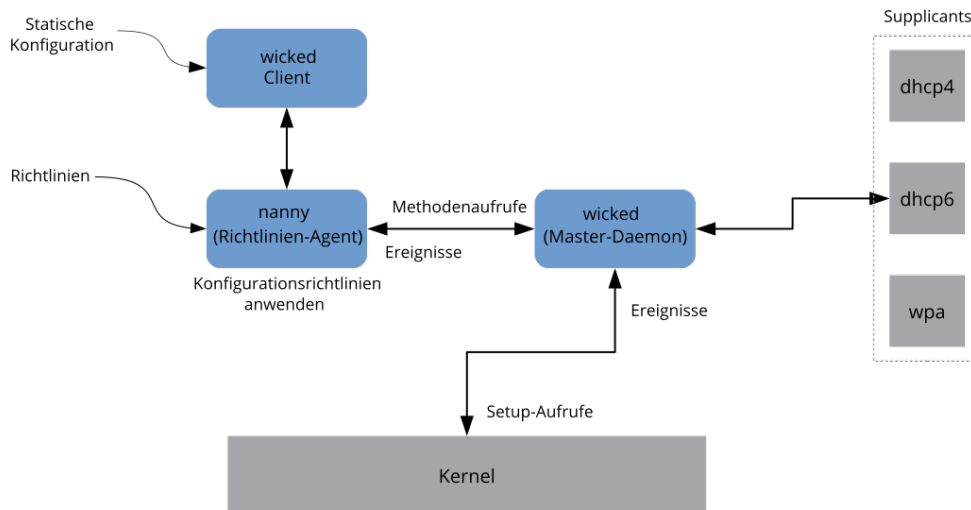 Supplicants
Statische
Konfiguration
wicked
Client
dhcp4
Richtlinien
nanny
(Richtlinien-Agent)
Methodenaufrufe
Ereignisse
wicked
(Master-Daemon)
dhcp6
Konfigurationsrichtlinien
anwenden
Ereignisse
wpa
Setup-Aufrufe
Kernel